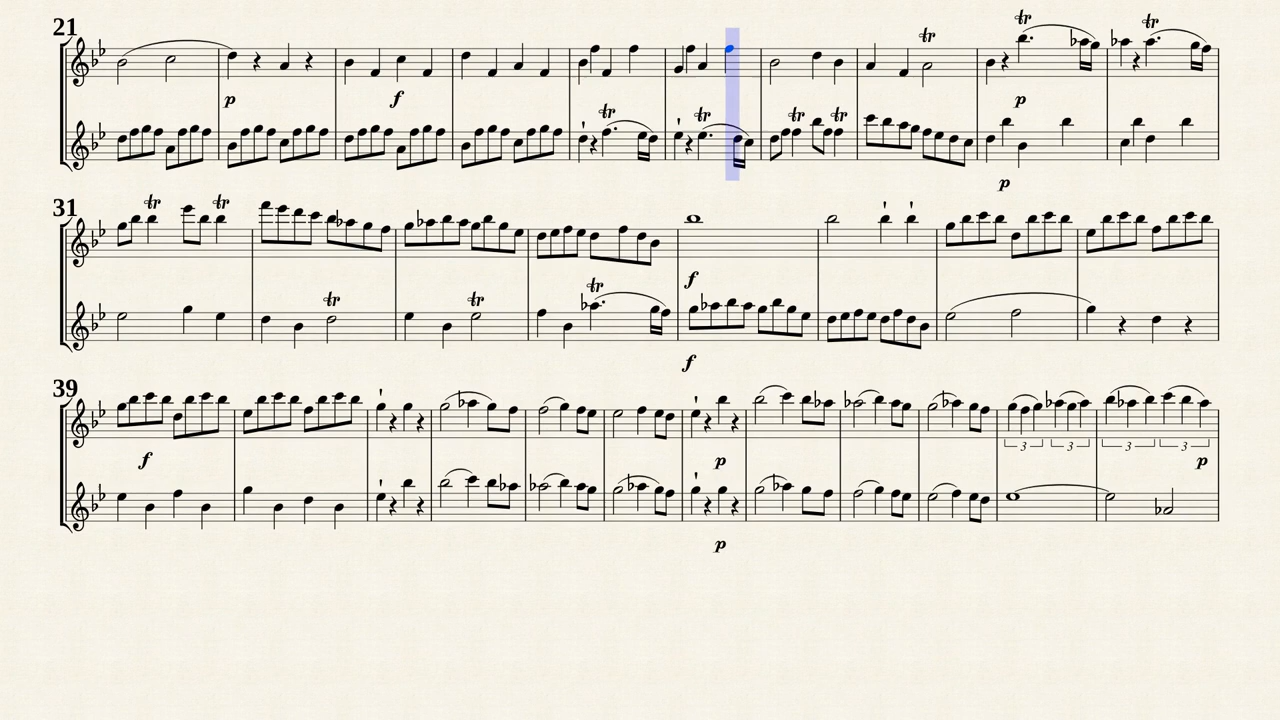 21
tr tr tr
p f p
tr tr tr tr
p
31
tr tr
f
tr tr tr
f
39
f p p
3 3 3 3
p